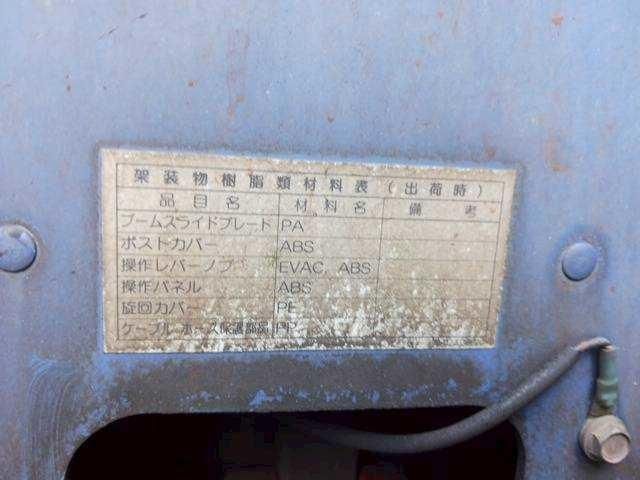 架装物樹脂類材料表(出荷時)
品目名 材料名 備考
ブームスライドプレード PA
ポストカバー ABS
操作レバーノブ EVAC, ABS
操作パネル ABS
旋回カバー PE
ケーブル ホース保護部品 PP